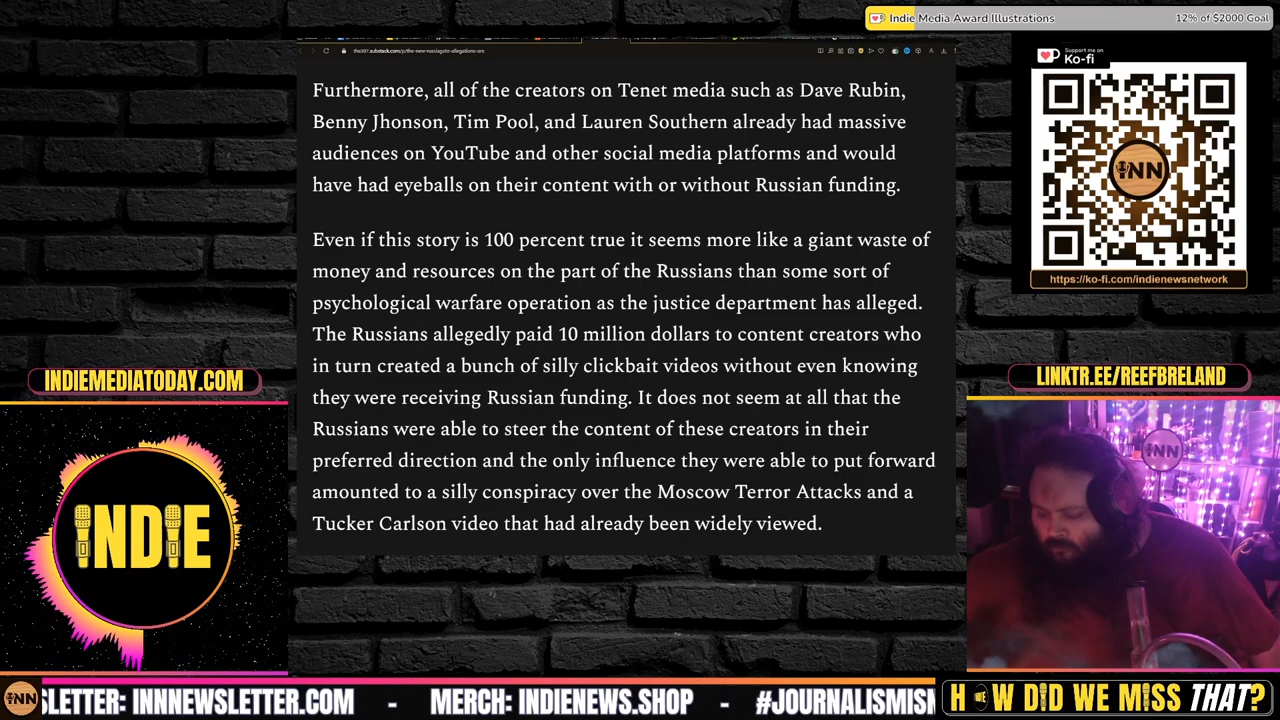 Indie Media Award Illustrations
12% of $2000 Goal
the307.substack.com/p/the-new-russiagate-allegations-are
Furthermore, all of the creators on Tenet media such as Dave Rubin,
Benny Jhonson, Tim Pool, and Lauren Southern already had massive
audiences on YouTube and other social media platforms and would
have had eyeballs on their content with or without Russian funding.
Even if this story is 100 percent true it seems more like a giant waste of
money and resources on the part of the Russians than some sort of
psychological warfare operation as the justice department has alleged.
The Russians allegedly paid 10 million dollars to content creators who
in turn created a bunch of silly clickbait videos without even knowing
they were receiving Russian funding. It does not seem at all that the
Russians were able to steer the content of these creators in their
preferred direction and the only influence they were able to put forward
amounted to a silly conspiracy over the Moscow Terror Attacks and a
Tucker Carlson video that had already been widely viewed.
Support me on
Ko-fi
INN
https://ko-fi.com/indienewsnetwork
INDIEMEDIATODAY.COM
LINKTR.EE/REEFBRELAND
INDIE
INN
INN
SLETTER: INNNEWSLETTER.COM - MERCH: INDIENEWS.SHOP - #JOURNALISMISN
HOW DID WE MISS THAT?